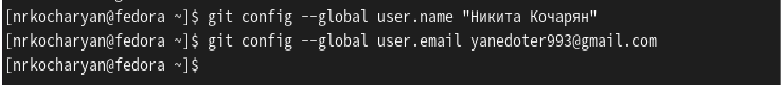 [nrkocharyan@fedora ~]$ git config --global user.name "Никита Кочарян"
[nrkocharyan@fedora ~]$ git config --global user.email yanedoter993@gmail.com
[nrkocharyan@fedora ~]$